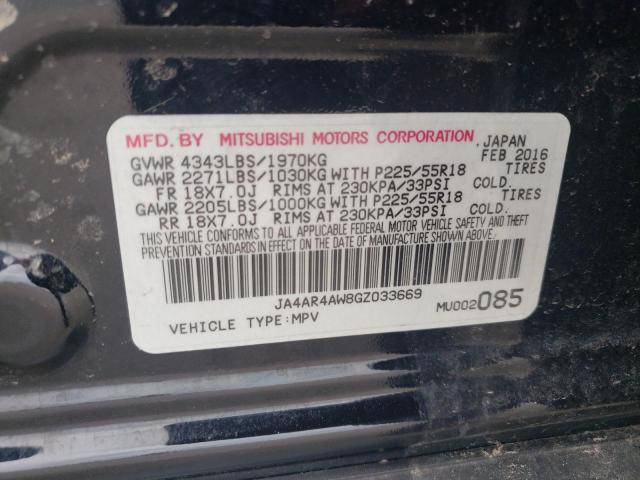 MFD. BY MITSUBISHI MOTORS CORPORATION, JAPAN
GVWR 4343LBS/1970KG FEB 2016
GAWR 2271LBS/1030KG WITH P225/55R18 TIRES
FR 18X7.0J RIMS AT 230KPA/33PSI COLD.
GAWR 2205LBS/1000KG WITH P225/55R18 TIRES
RR 18X7.0J RIMS AT 230KPA/33PSI COLD.
THIS VEHICLE CONFORMS TO ALL APPLICABLE FEDERAL MOTOR VEHICLE SAFETY AND THEFT
PREVENTION STANDARDS IN EFFECT ON THE DATE OF MANUFACTURE SHOWN ABOVE.
JA4AR4AW8GZ033669
VEHICLE TYPE:MPV MU002085